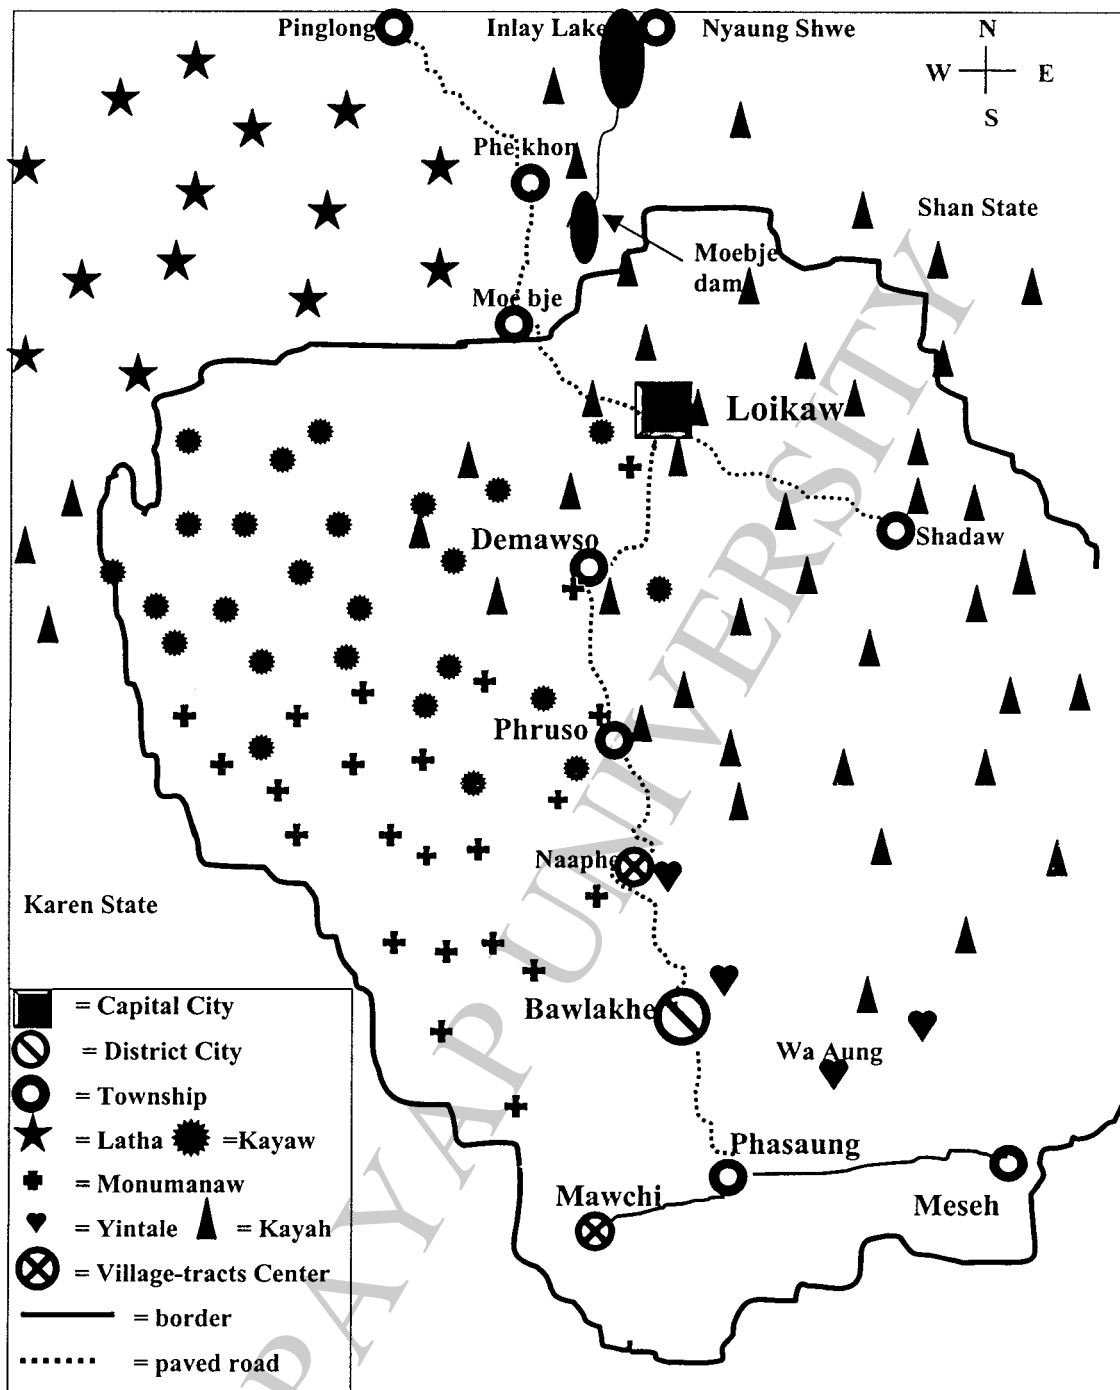 Pinglong
Inlay Lake
Nyaung Shwe
N
W
E
S
Phe khon
Shan State
Moebje
dam
Moe bje
Loikaw
Demawso
Shadaw
Phruso
Naaphe
Karen State
Bawlakhe
Wa Aung
Phasaung
Mawchi
Meseh
= Capital City
= District City
= Township
= Latha
=Kayaw
= Monumanaw
= Yintale
= Kayah
= Village-tracts Center
= border
= paved road
PAYAP UNIVERSITY